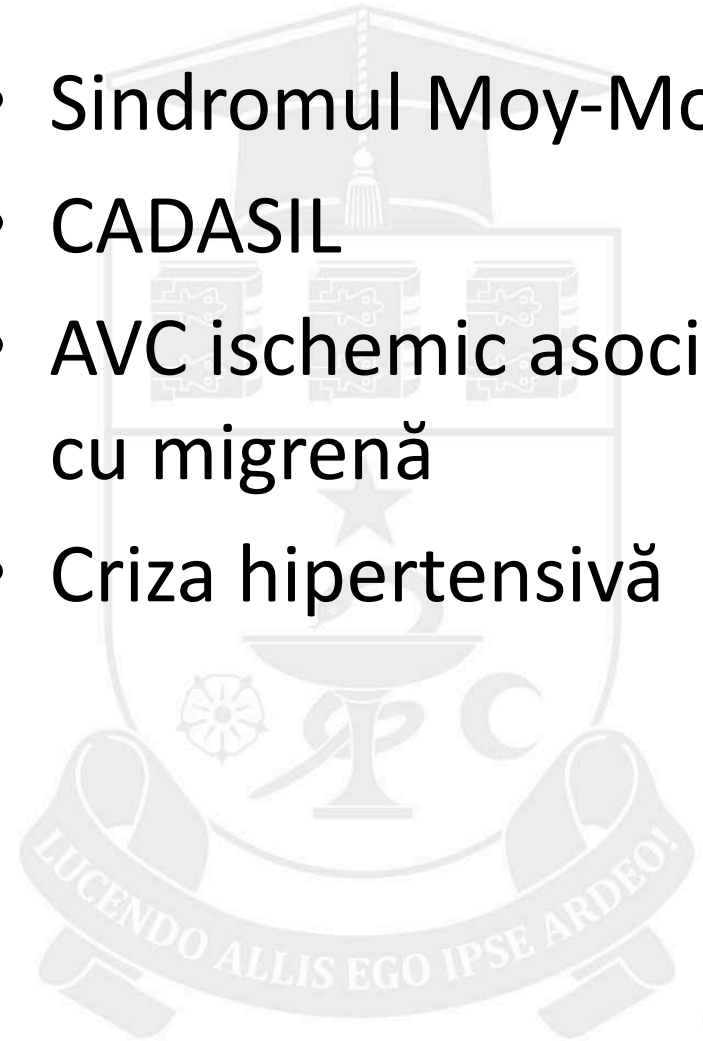 • Sindromul Moy-Mo
• CADASIL
• AVC ischemic asoci
cu migrenă
• Criza hipertensivă
LUCENDO ALLIS EGO IPSE ARDEO!